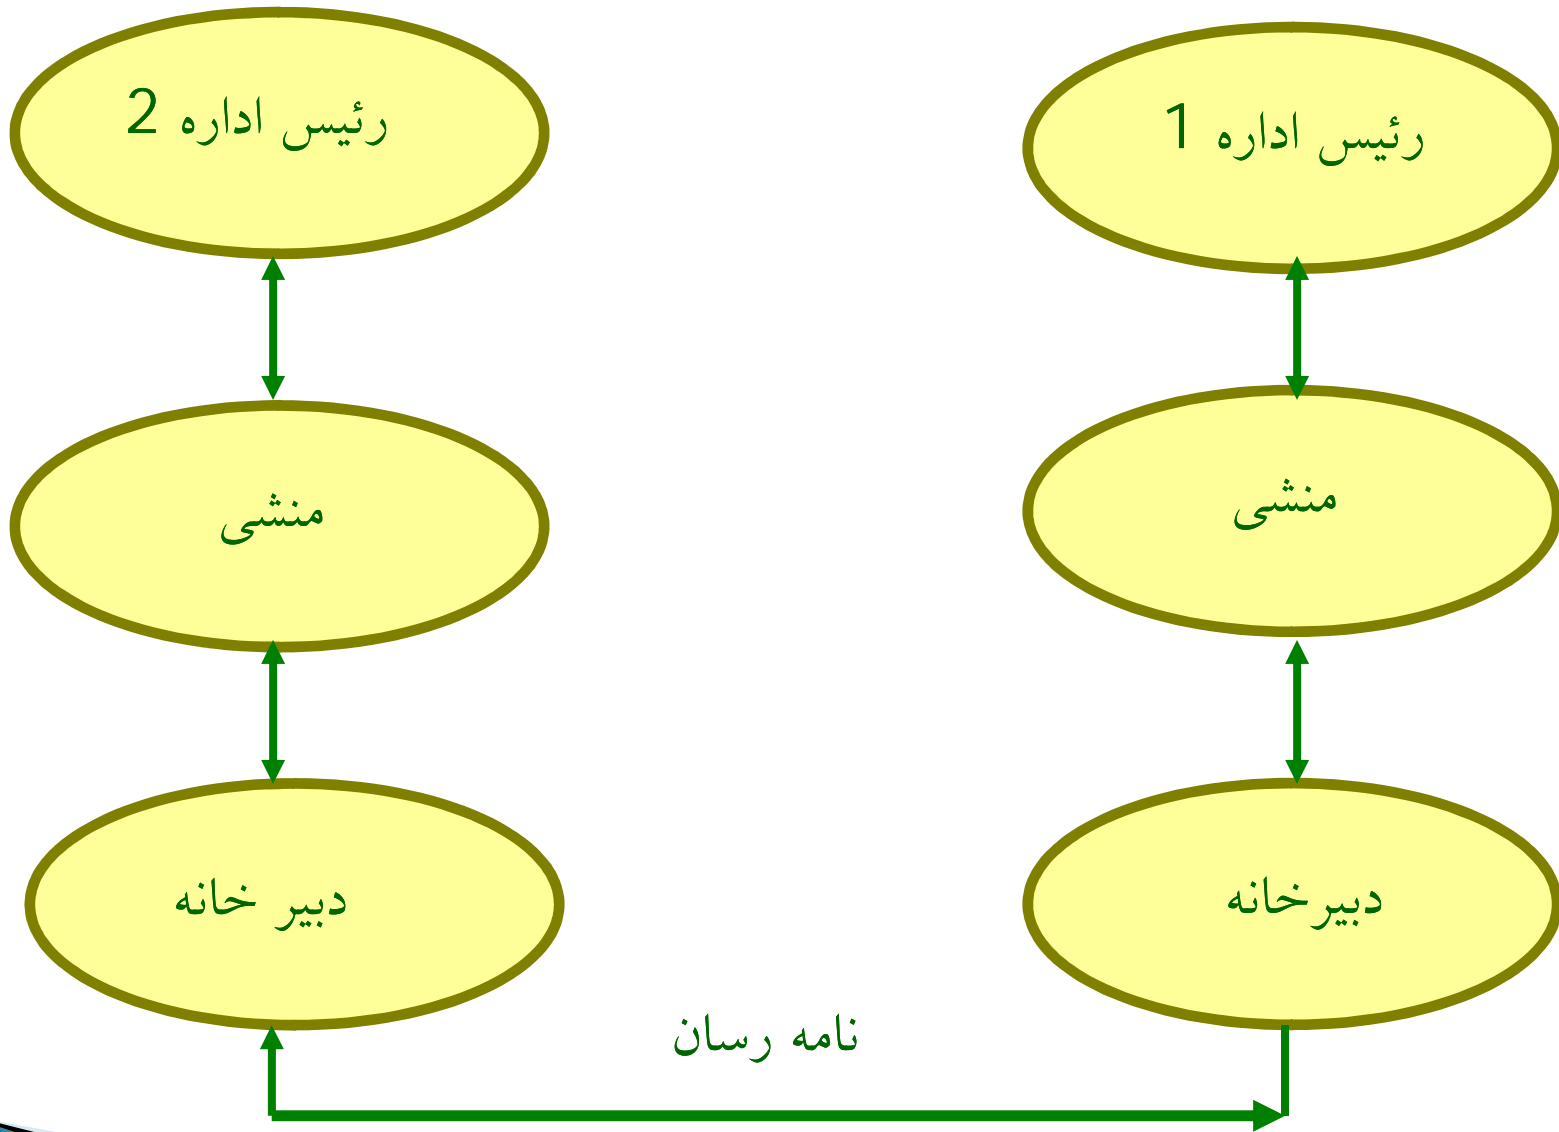 رئیس اداره 1
رئیس اداره 2
منشی
منشی
دبیرخانه
دبیر خانه
نامه رسان